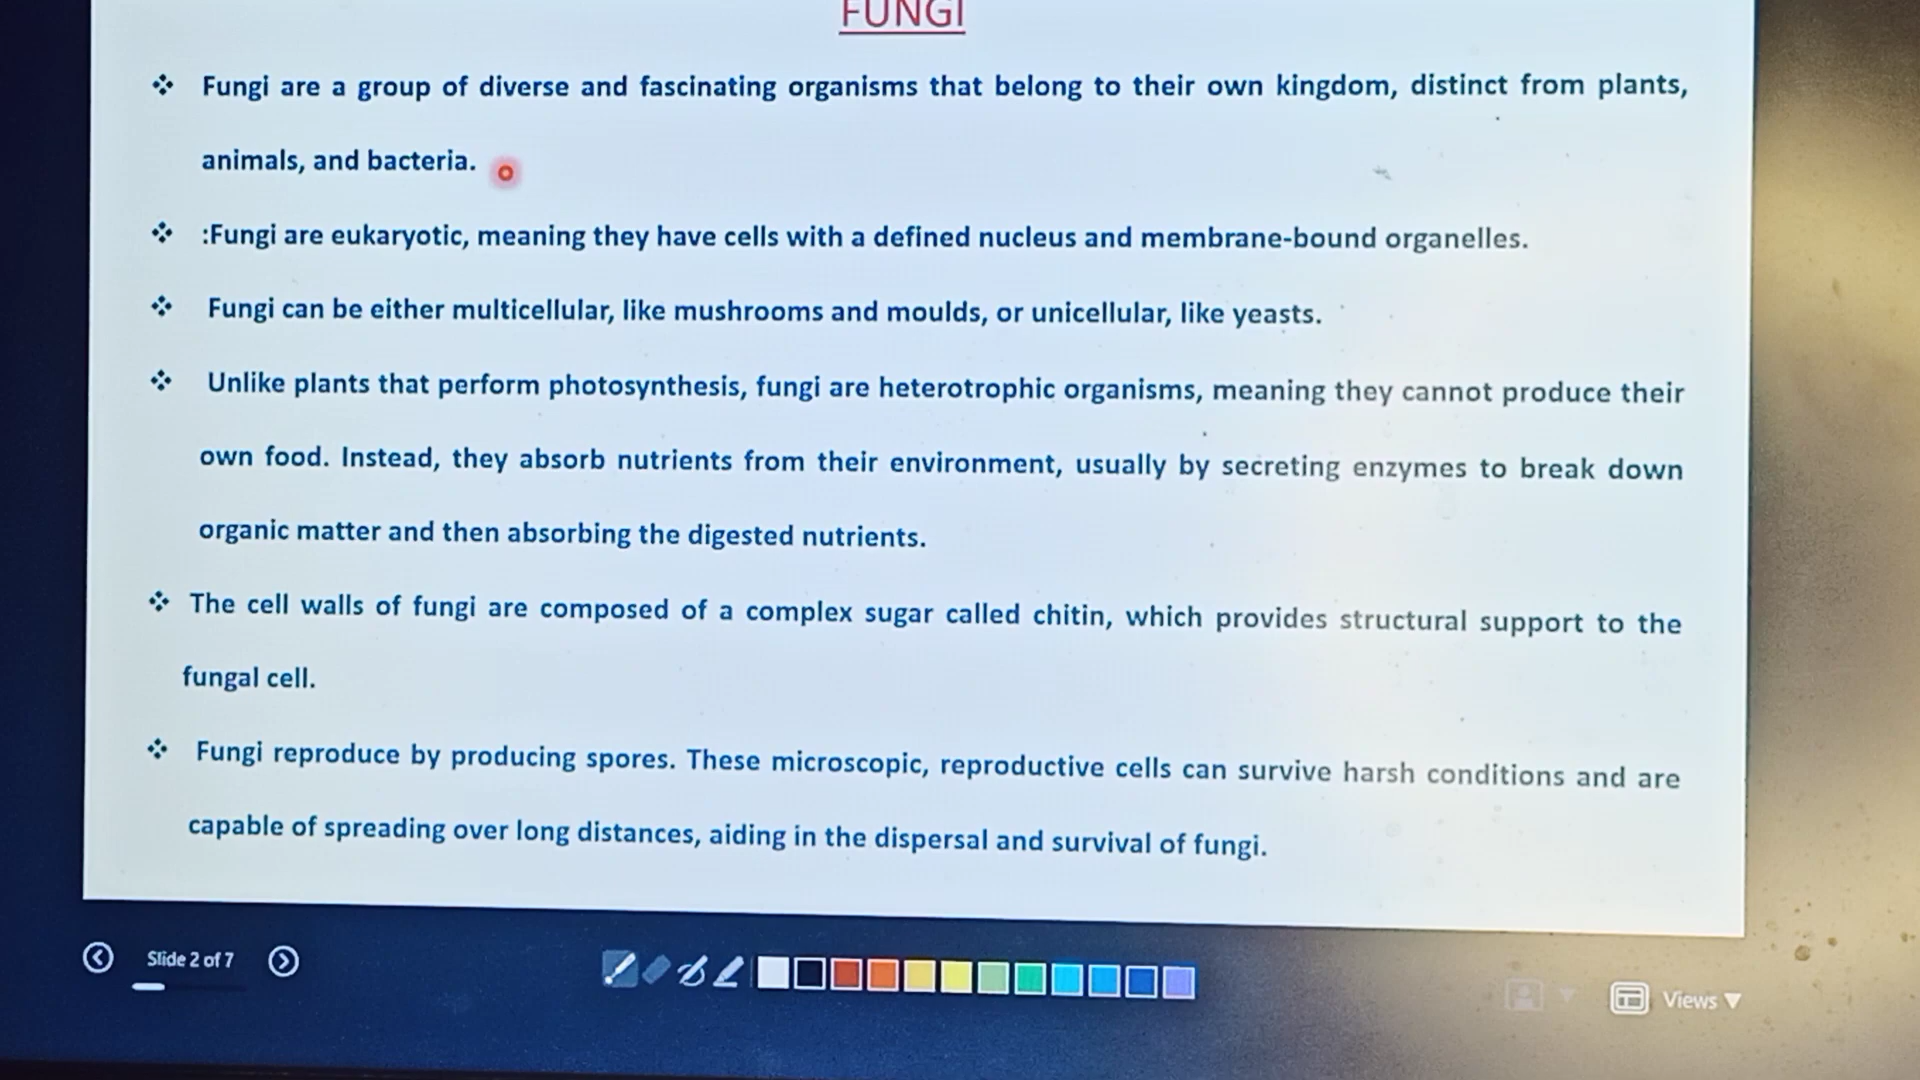 FUNGI
❖ Fungi are a group of diverse and fascinating organisms that belong to their own kingdom, distinct from plants,
animals, and bacteria.
❖ :Fungi are eukaryotic, meaning they have cells with a defined nucleus and membrane-bound organelles.
❖ Fungi can be either multicellular, like mushrooms and moulds, or unicellular, like yeasts.
❖ Unlike plants that perform photosynthesis, fungi are heterotrophic organisms, meaning they cannot produce their
own food. Instead, they absorb nutrients from their environment, usually by secreting enzymes to break down
organic matter and then absorbing the digested nutrients.
❖ The cell walls of fungi are composed of a complex sugar called chitin, which provides structural support to the
fungal cell.
❖ Fungi reproduce by producing spores. These microscopic, reproductive cells can survive harsh conditions and are
capable of spreading over long distances, aiding in the dispersal and survival of fungi.
Slide 2 of 7
Views